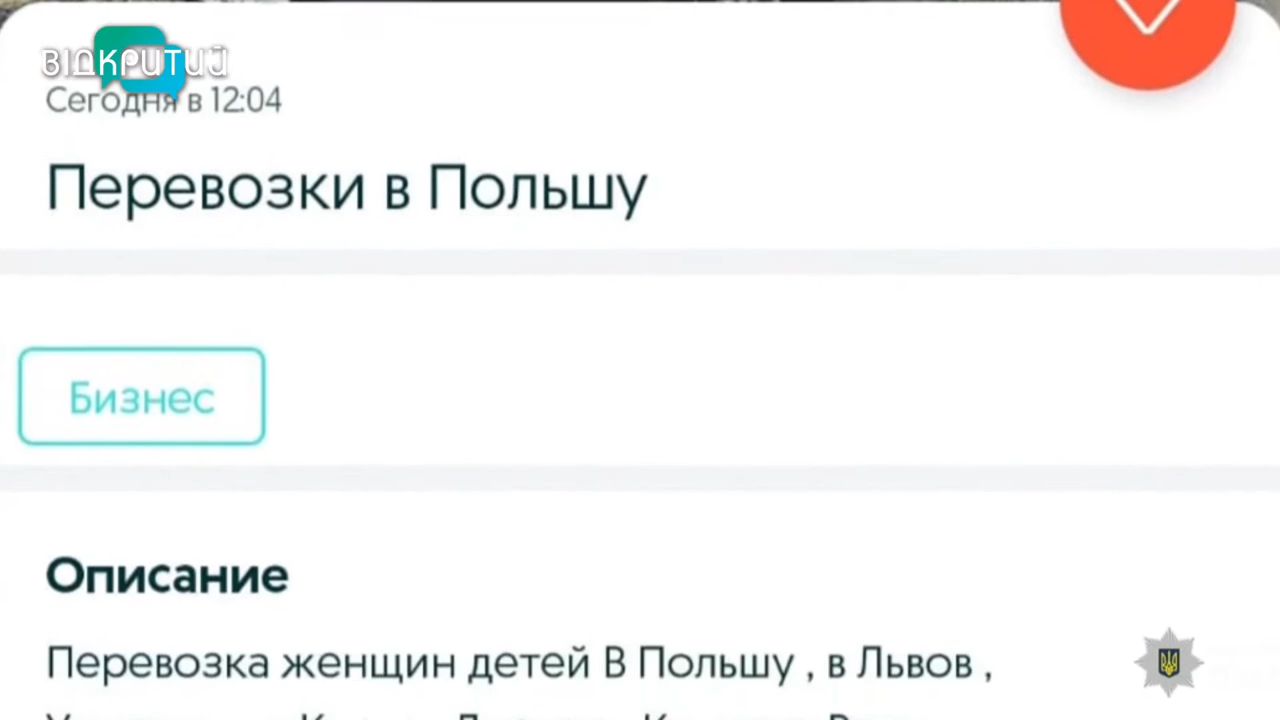 ВІДКРИТИЙ
Сегодня в 12:04
Перевозки в Польшу
Бизнес
Описание
Перевозка женщин детей В Польшу , в Львов ,